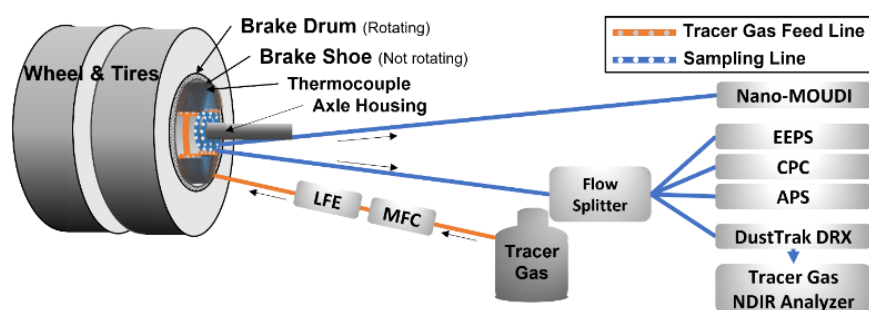 Brake Drum (Rotating)
Brake Shoe (Not rotating)
Wheel & Tires
Thermocouple
Axle Housing
Tracer Gas Feed Line
Sampling Line
Nano-MOUDI
EEPS
CPC
APS
DustTrak DRX
Tracer Gas
NDIR Analyzer
Flow
Splitter
LFE
MFC
Tracer
Gas